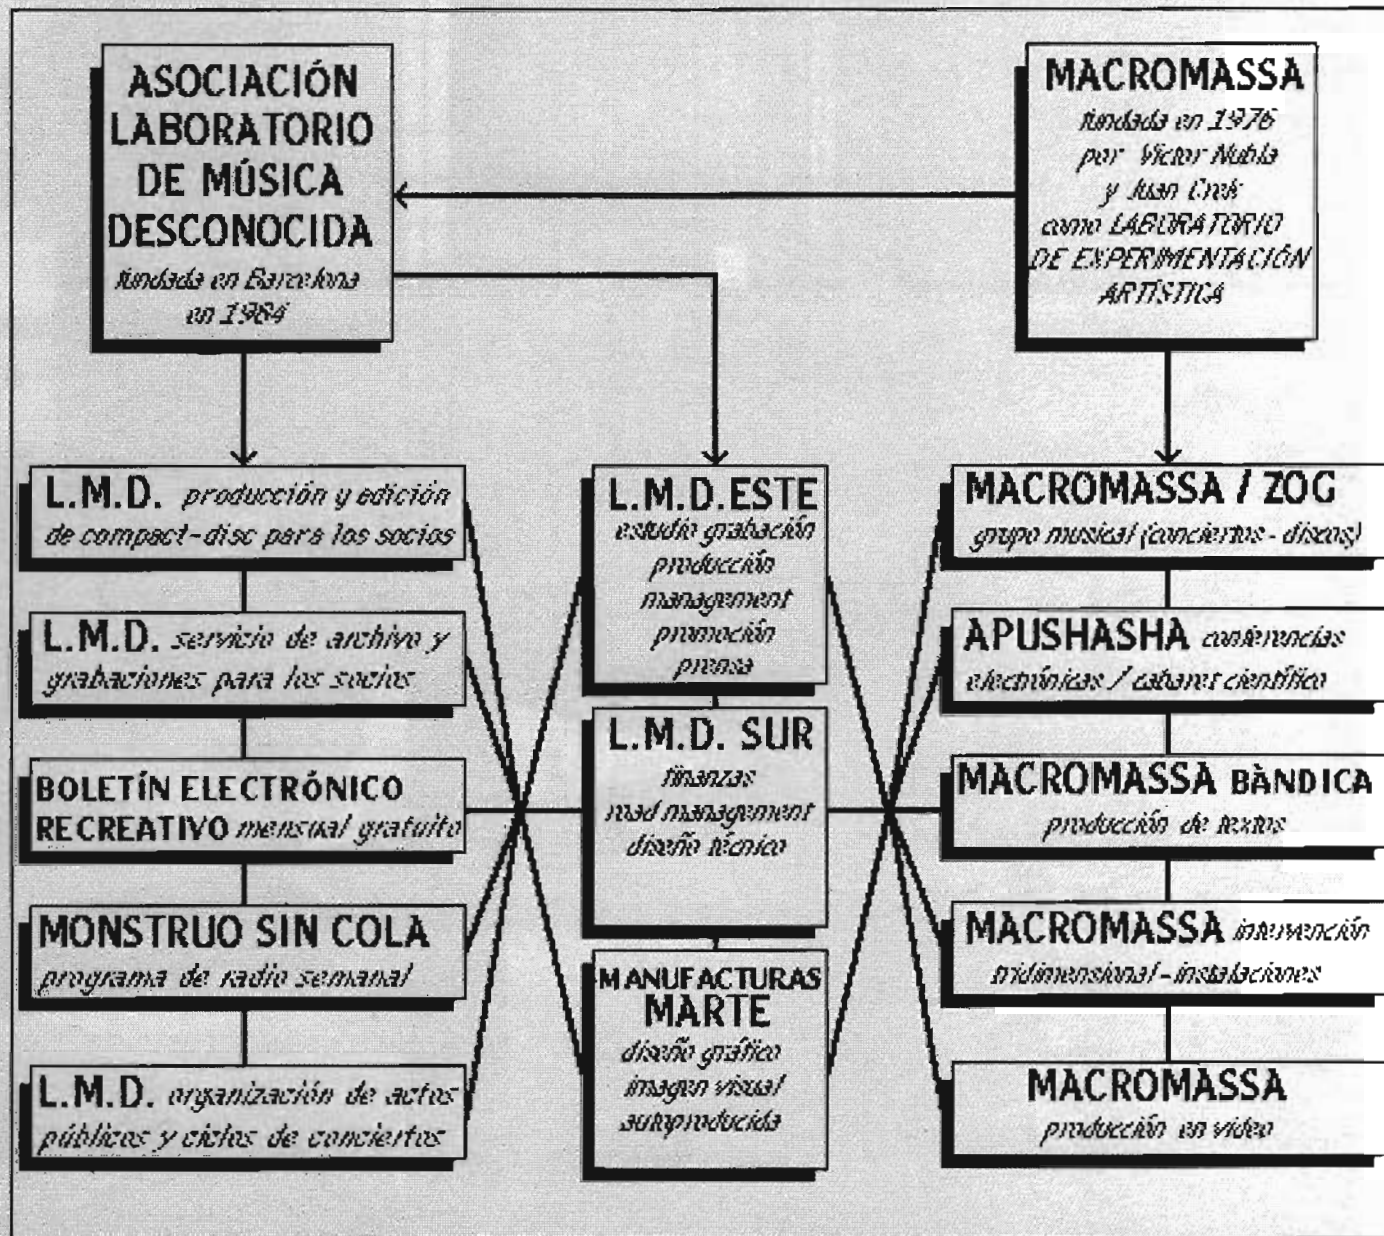 ASOCIACIÓN
LABORATORIO
DE MÚSICA
DESCONOCIDA
fundada en Barcelona
en 1984
MACROMASSA
fundada en 1976
por Victor Nubla
y Juan Crek
como LABORATORIO
DE EXPERIMENTACIÓN
ARTÍSTICA
L.M.D. producción y edición
de compact-disc para los socios
L.M.D. servicio de archivo y
grabaciones para los socios
BOLETÍN ELECTRÓNICO
RECREATIVO mensual gratuito
MONSTRUO SIN COLA
programa de radio semanal
L.M.D. organización de actos
públicos y ciclos de conciertos
L.M.D. ESTE
estudio grabación
producción
management
promoción
prensa
L.M.D. SUR
finanzas
road management
diseño técnico
MANUFACTURAS
MARTE
diseño gráfico
imagen visual
autoproducida
MACROMASSA / ZOG
grupo musical (conciertos - discos)
APUSHASHA conferencias
electrónicas / cabaret científico
MACROMASSA BÀNDICA
producción de textos
MACROMASSA intervención
tridimensional - instalaciones
MACROMASSA
producción en video